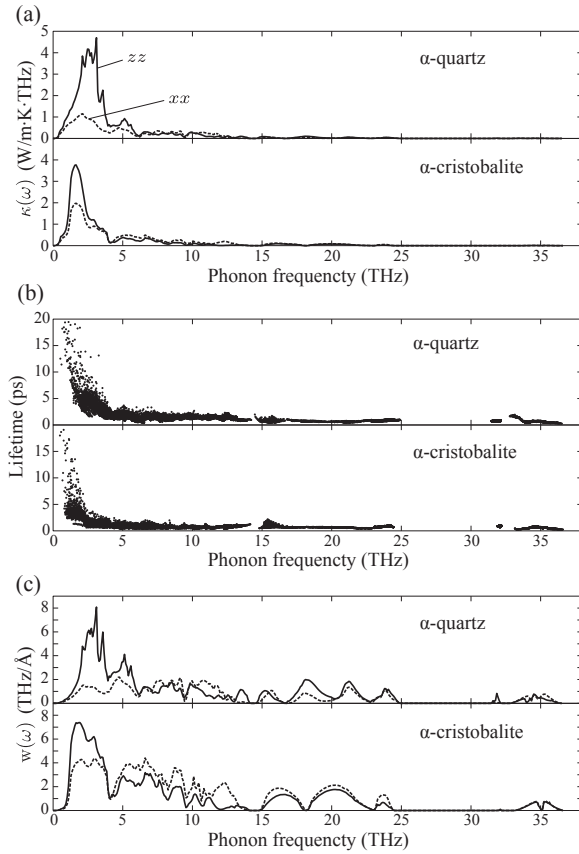 (a)
5
4
3
2
1
0
zz
xx
α-quartz
4
3
2
1
0
α-cristobalite
κ(ω) (W/m·K·THz)
0 5 10 15 20 25 30 35
Phonon frequencty (THz)
(b)
20
15
10
5
0
α-quartz
15
10
5
0
α-cristobalite
Lifetime (ps)
0 5 10 15 20 25 30 35
Phonon frequency (THz)
(c)
8
6
4
2
0
α-quartz
8
6
4
2
0
α-cristobalite
w(ω) (THz/Å)
0 5 10 15 20 25 30 35
Phonon frequency (THz)